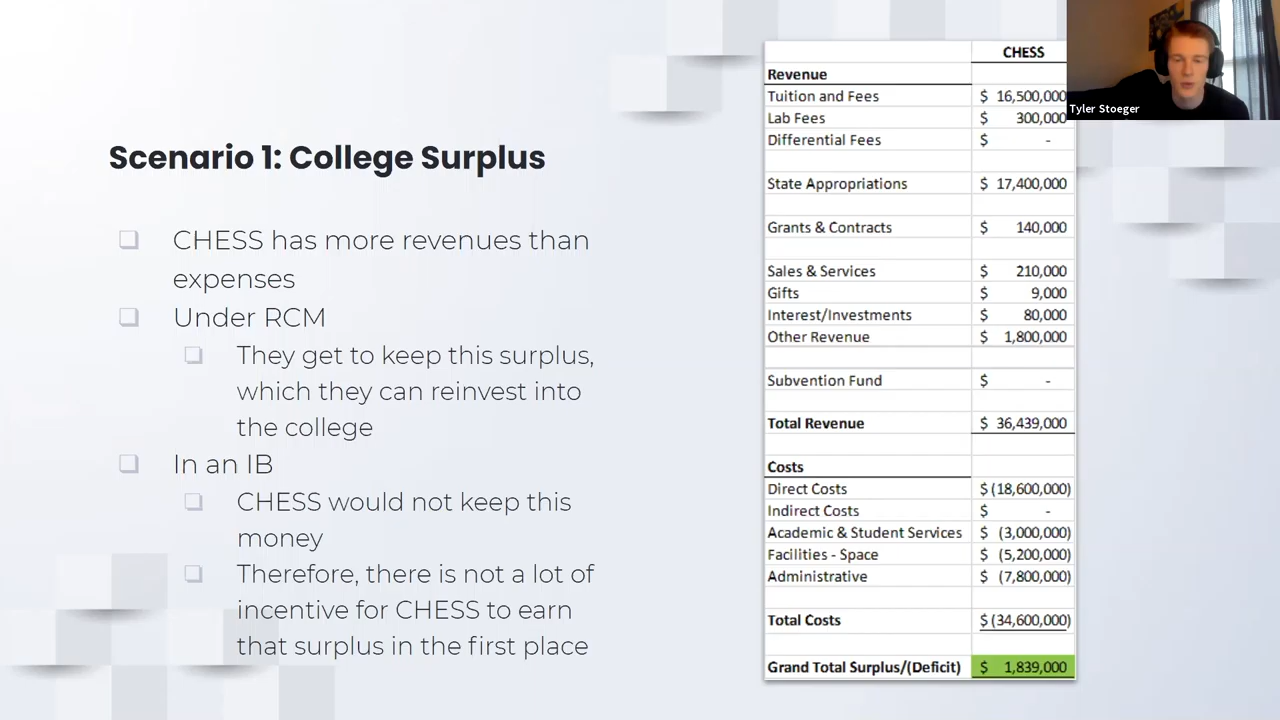 Scenario 1: College Surplus
CHESS has more revenues than
expenses
Under RCM
They get to keep this surplus,
which they can reinvest into
the college
In an IB
CHESS would not keep this
money
Therefore, there is not a lot of
incentive for CHESS to earn
that surplus in the first place
CHESS
Revenue
Tuition and Fees $ 16,500,000
Lab Fees $ 300,000
Differential Fees $ -
State Appropriations $ 17,400,000
Grants & Contracts $ 140,000
Sales & Services $ 210,000
Gifts $ 9,000
Interest/Investments $ 80,000
Other Revenue $ 1,800,000
Subvention Fund $ -
Total Revenue $ 36,439,000
Costs
Direct Costs $ (18,600,000)
Indirect Costs $ -
Academic & Student Services $ (3,000,000)
Facilities - Space $ (5,200,000)
Administrative $ (7,800,000)
Total Costs $ (34,600,000)
Grand Total Surplus/(Deficit) $ 1,839,000
Tyler Stoeger